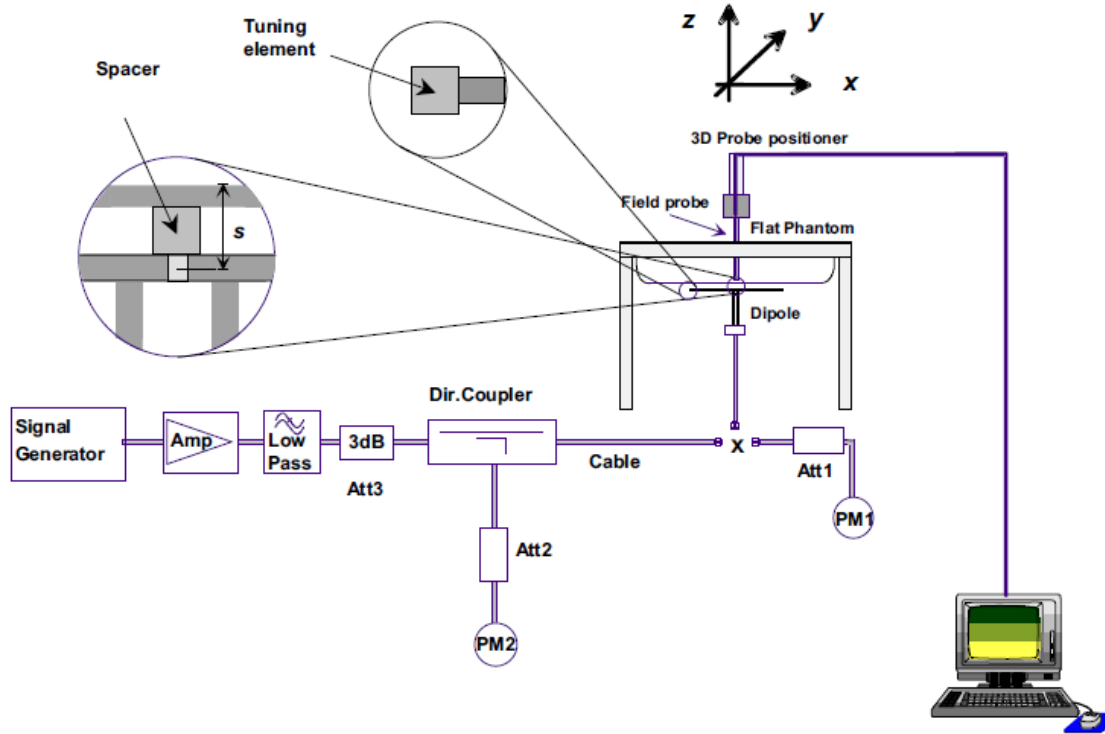 Tuning
element
Spacer
z
y
x
3D Probe positioner
Field probe
Flat Phantom
s
Dipole
Dir.Coupler
Signal
Generator
Amp
Low
Pass
3dB
Att3
Cable
x
Att1
PM1
Att2
PM2